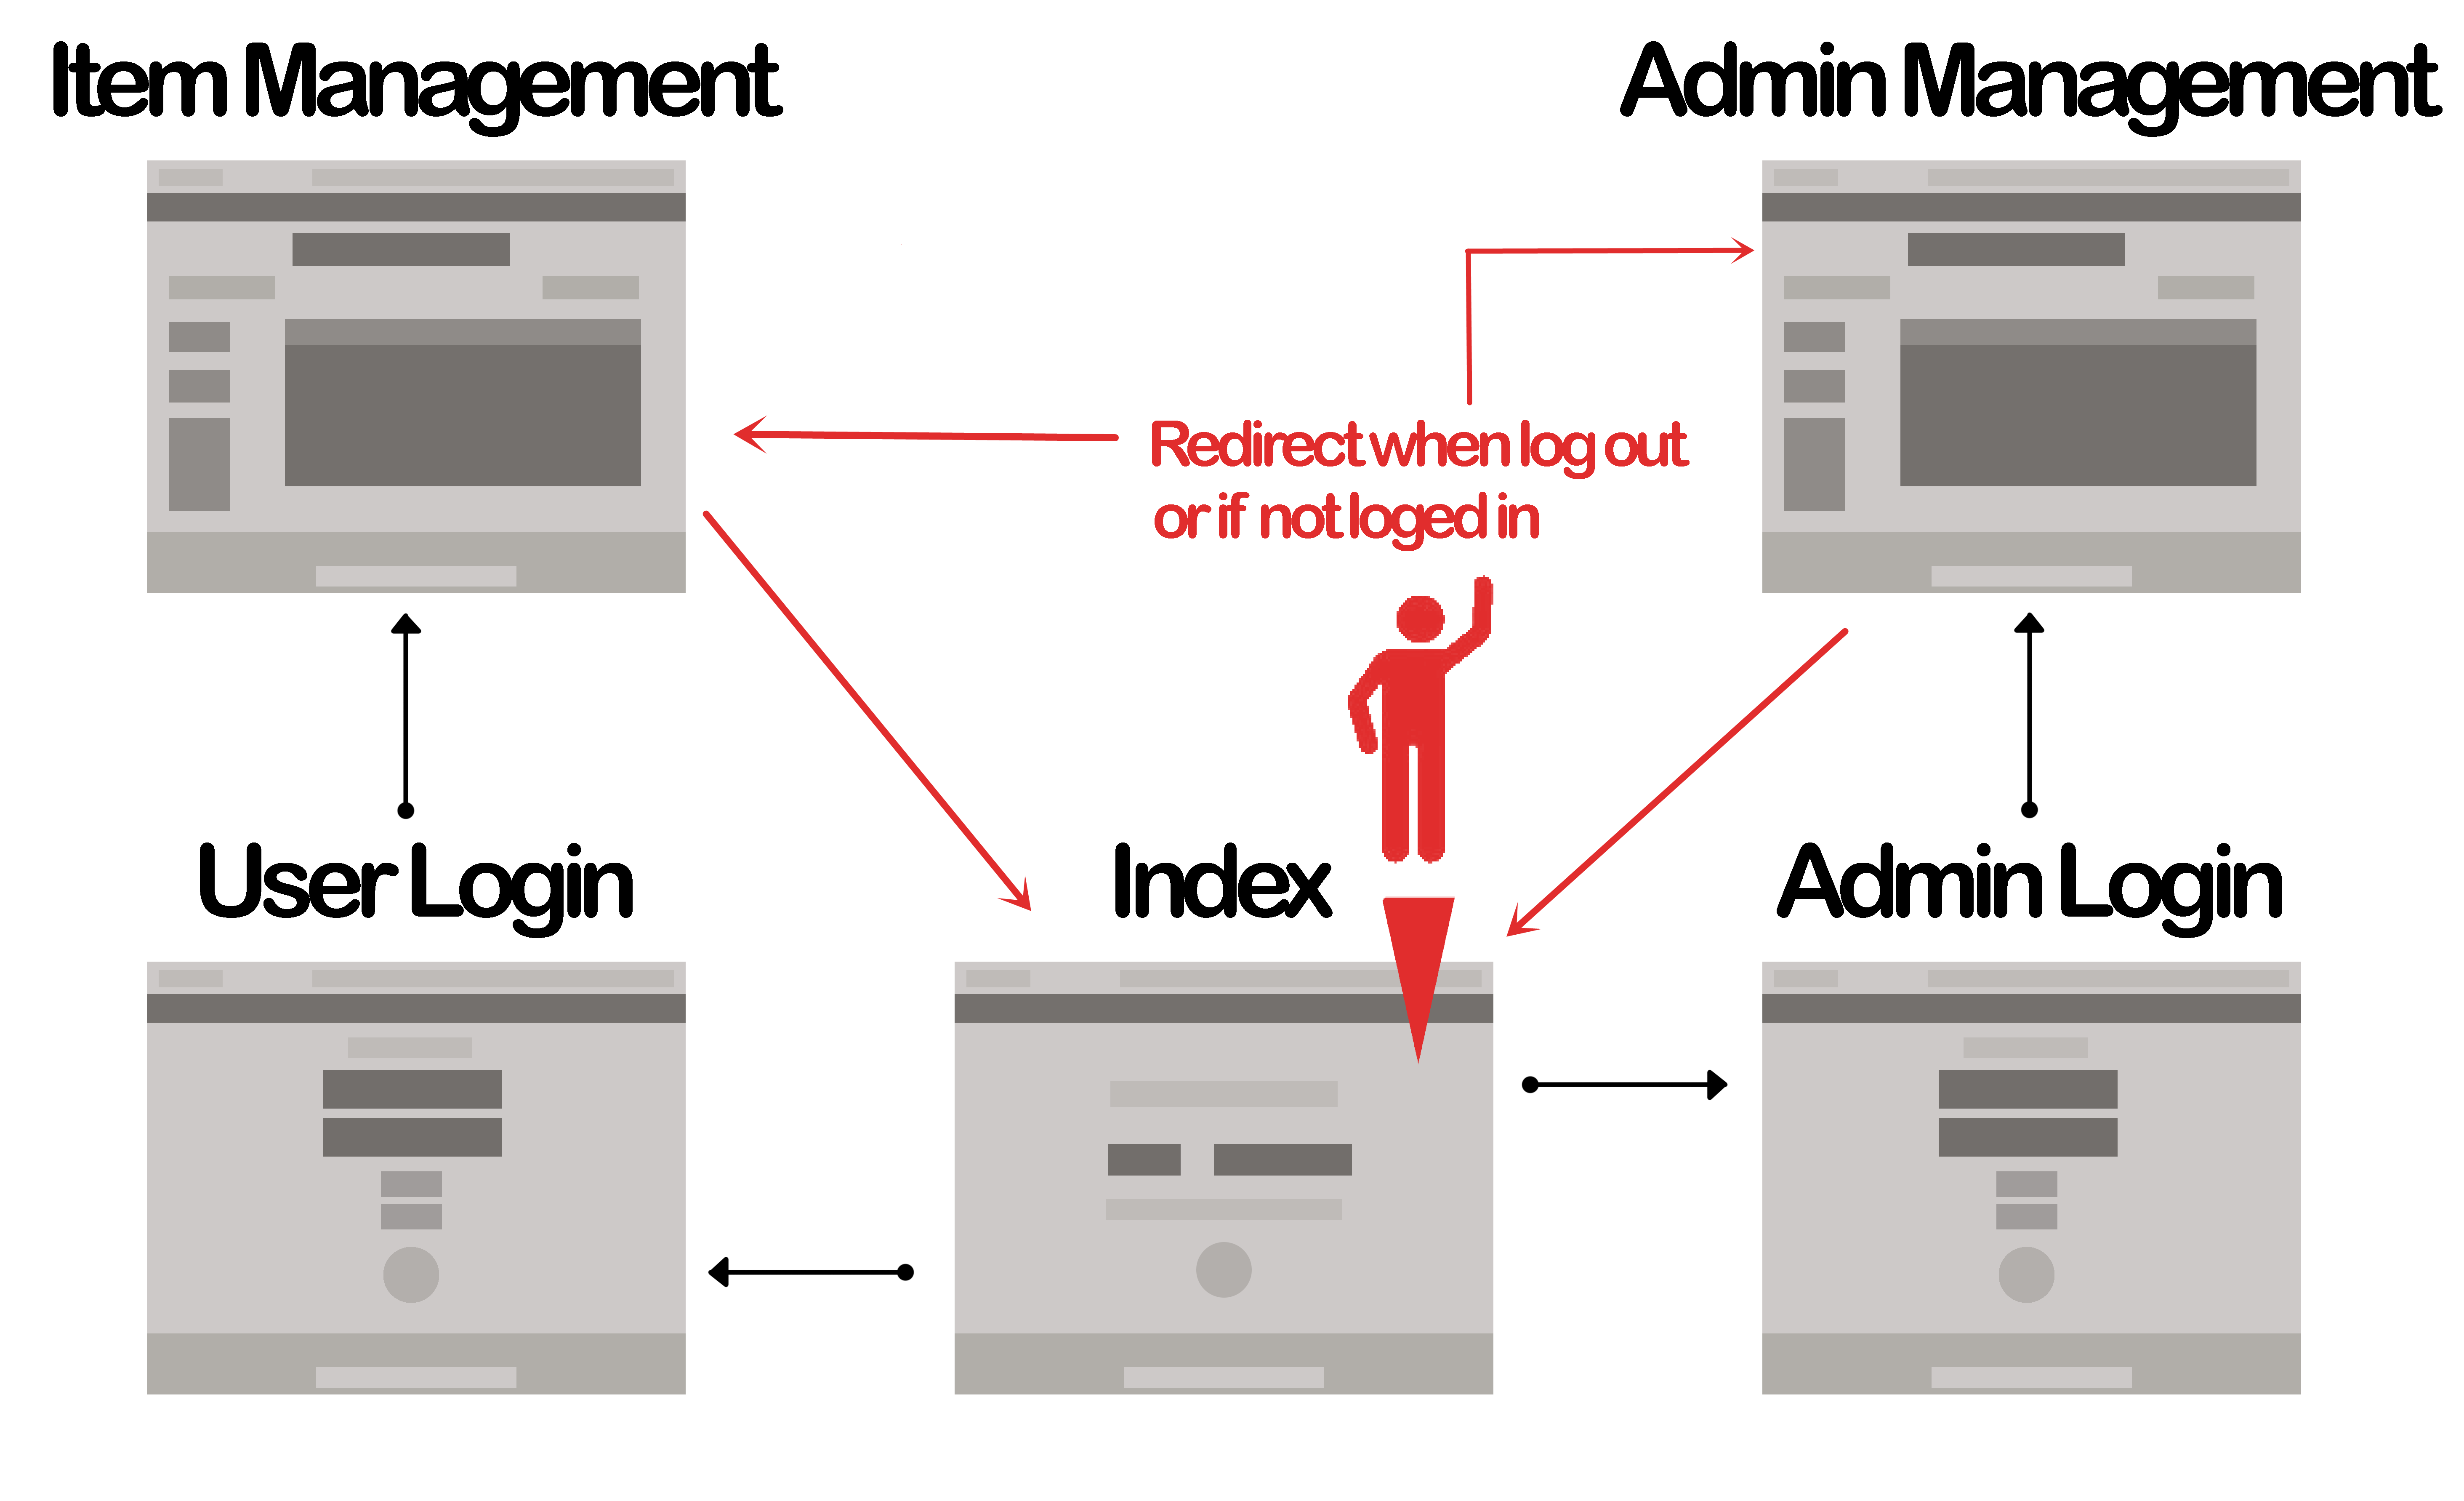 Item Management
Admin Management
Redirect when log out
or if not loged in
User Login
Index
Admin Login